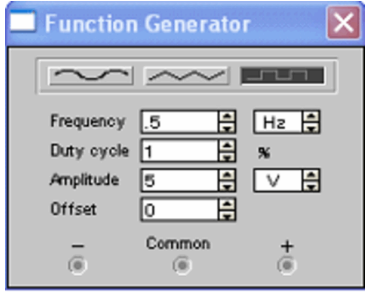 Function Generator
Frequency .5 Hz
Duty cycle 1 %
Amplitude 5 V
Offset 0
− Common +